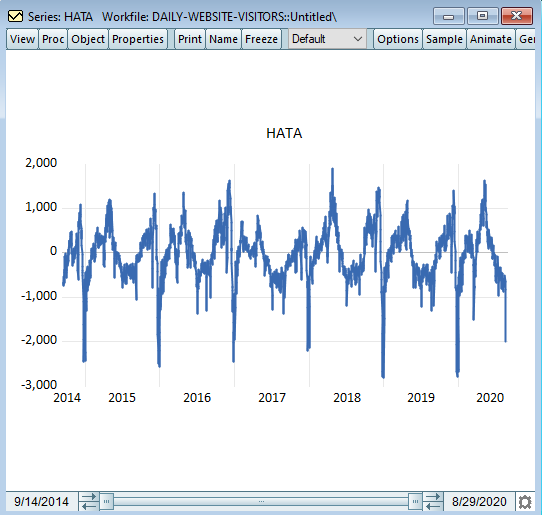 Series: HATA Workfile: DAILY-WEBSITE-VISITORS::Untitled\
View Proc Object Properties Print Name Freeze Default Options Sample Animate Ger
HATA
2,000
1,000
0
-1,000
-2,000
-3,000
2014 2015 2016 2017 2018 2019 2020
9/14/2014 ... 8/29/2020